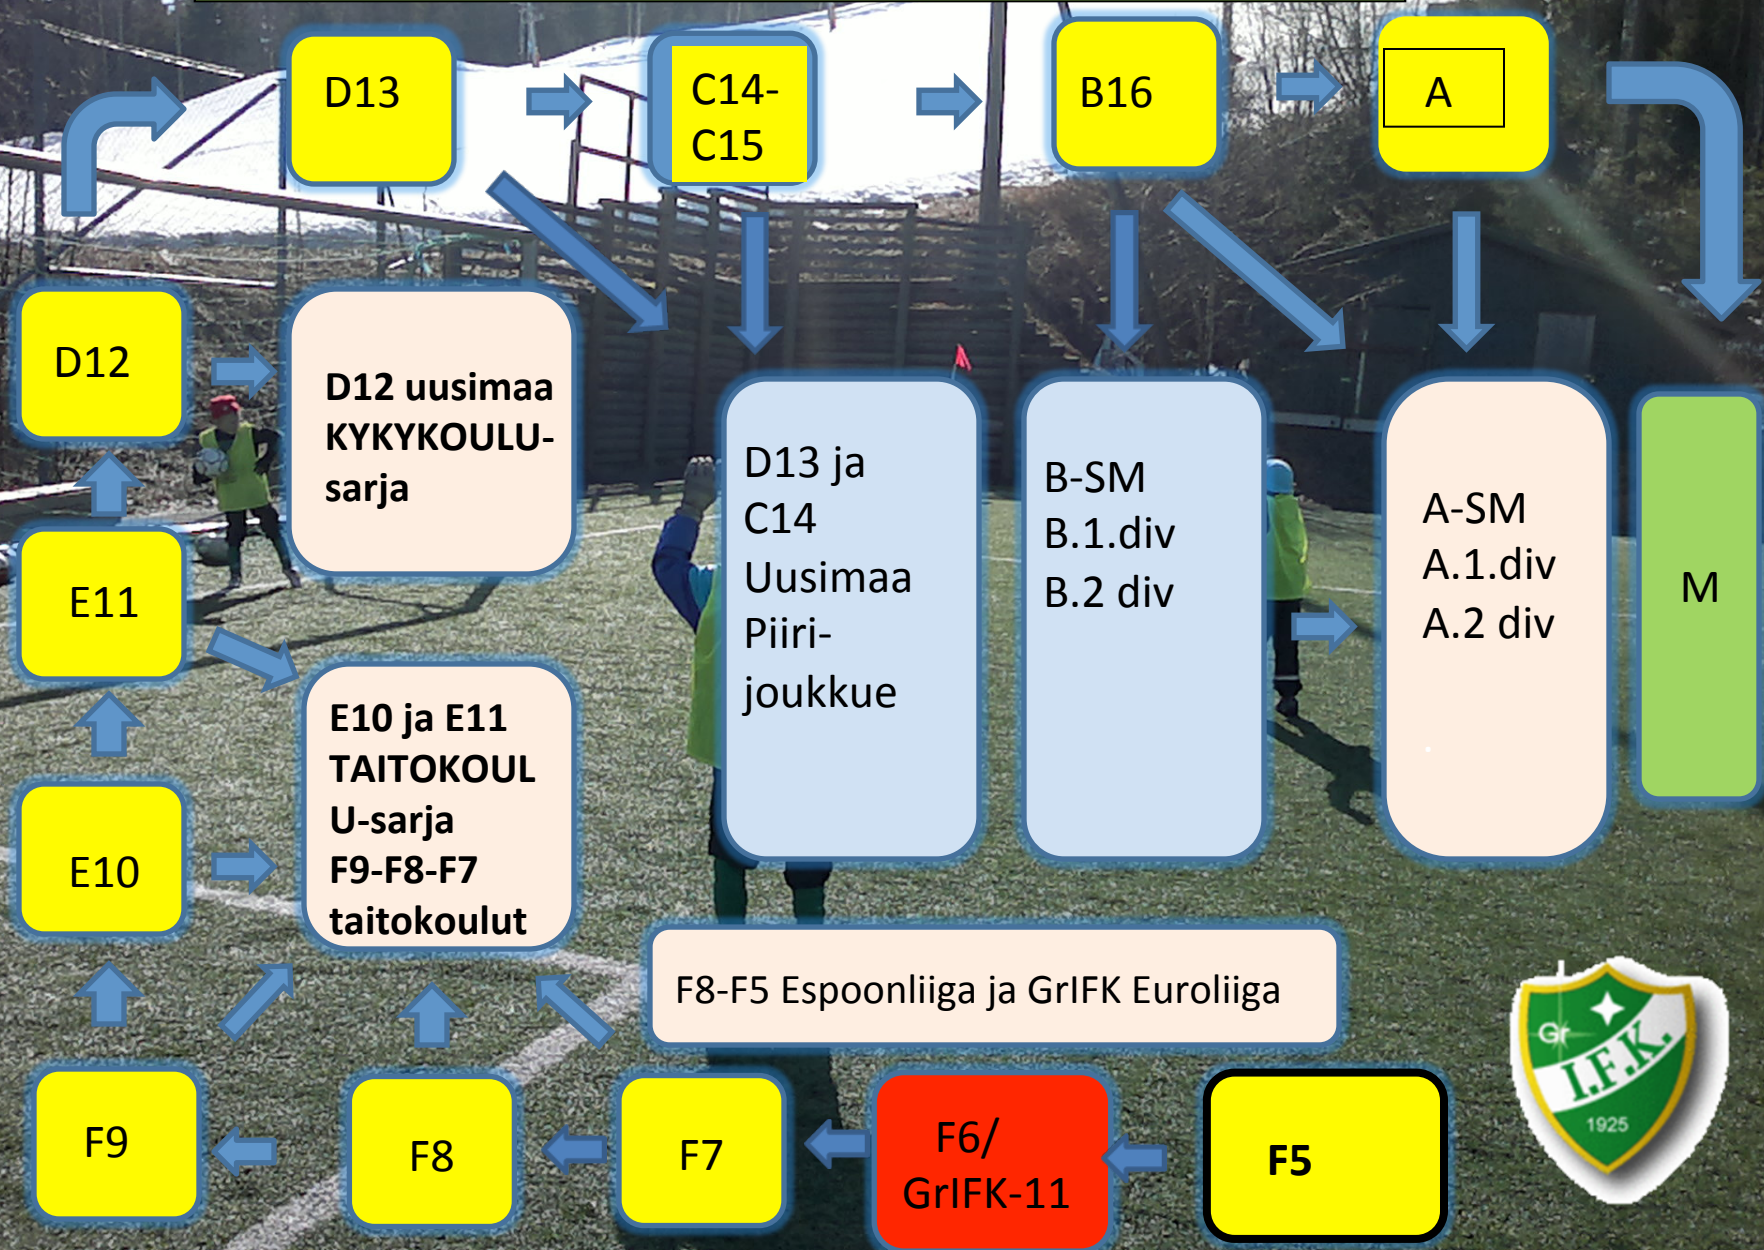 D13
C14-
C15
B16
A
D12
D12 uusimaa
KYKYKOULU-
sarja
E11
E10 ja E11
TAITOKOUL
U-sarja
F9-F8-F7
taitokoulut
E10
D13 ja
C14
Uusimaa
Piiri-
joukkue
B-SM
B.1.div
B.2 div
A-SM
A.1.div
A.2 div
.
M
F8-F5 Espoonliiga ja GrIFK Euroliiga
F9
F8
F7
F6/
GrIFK-11
F5
Gr
I.F.K.
1925